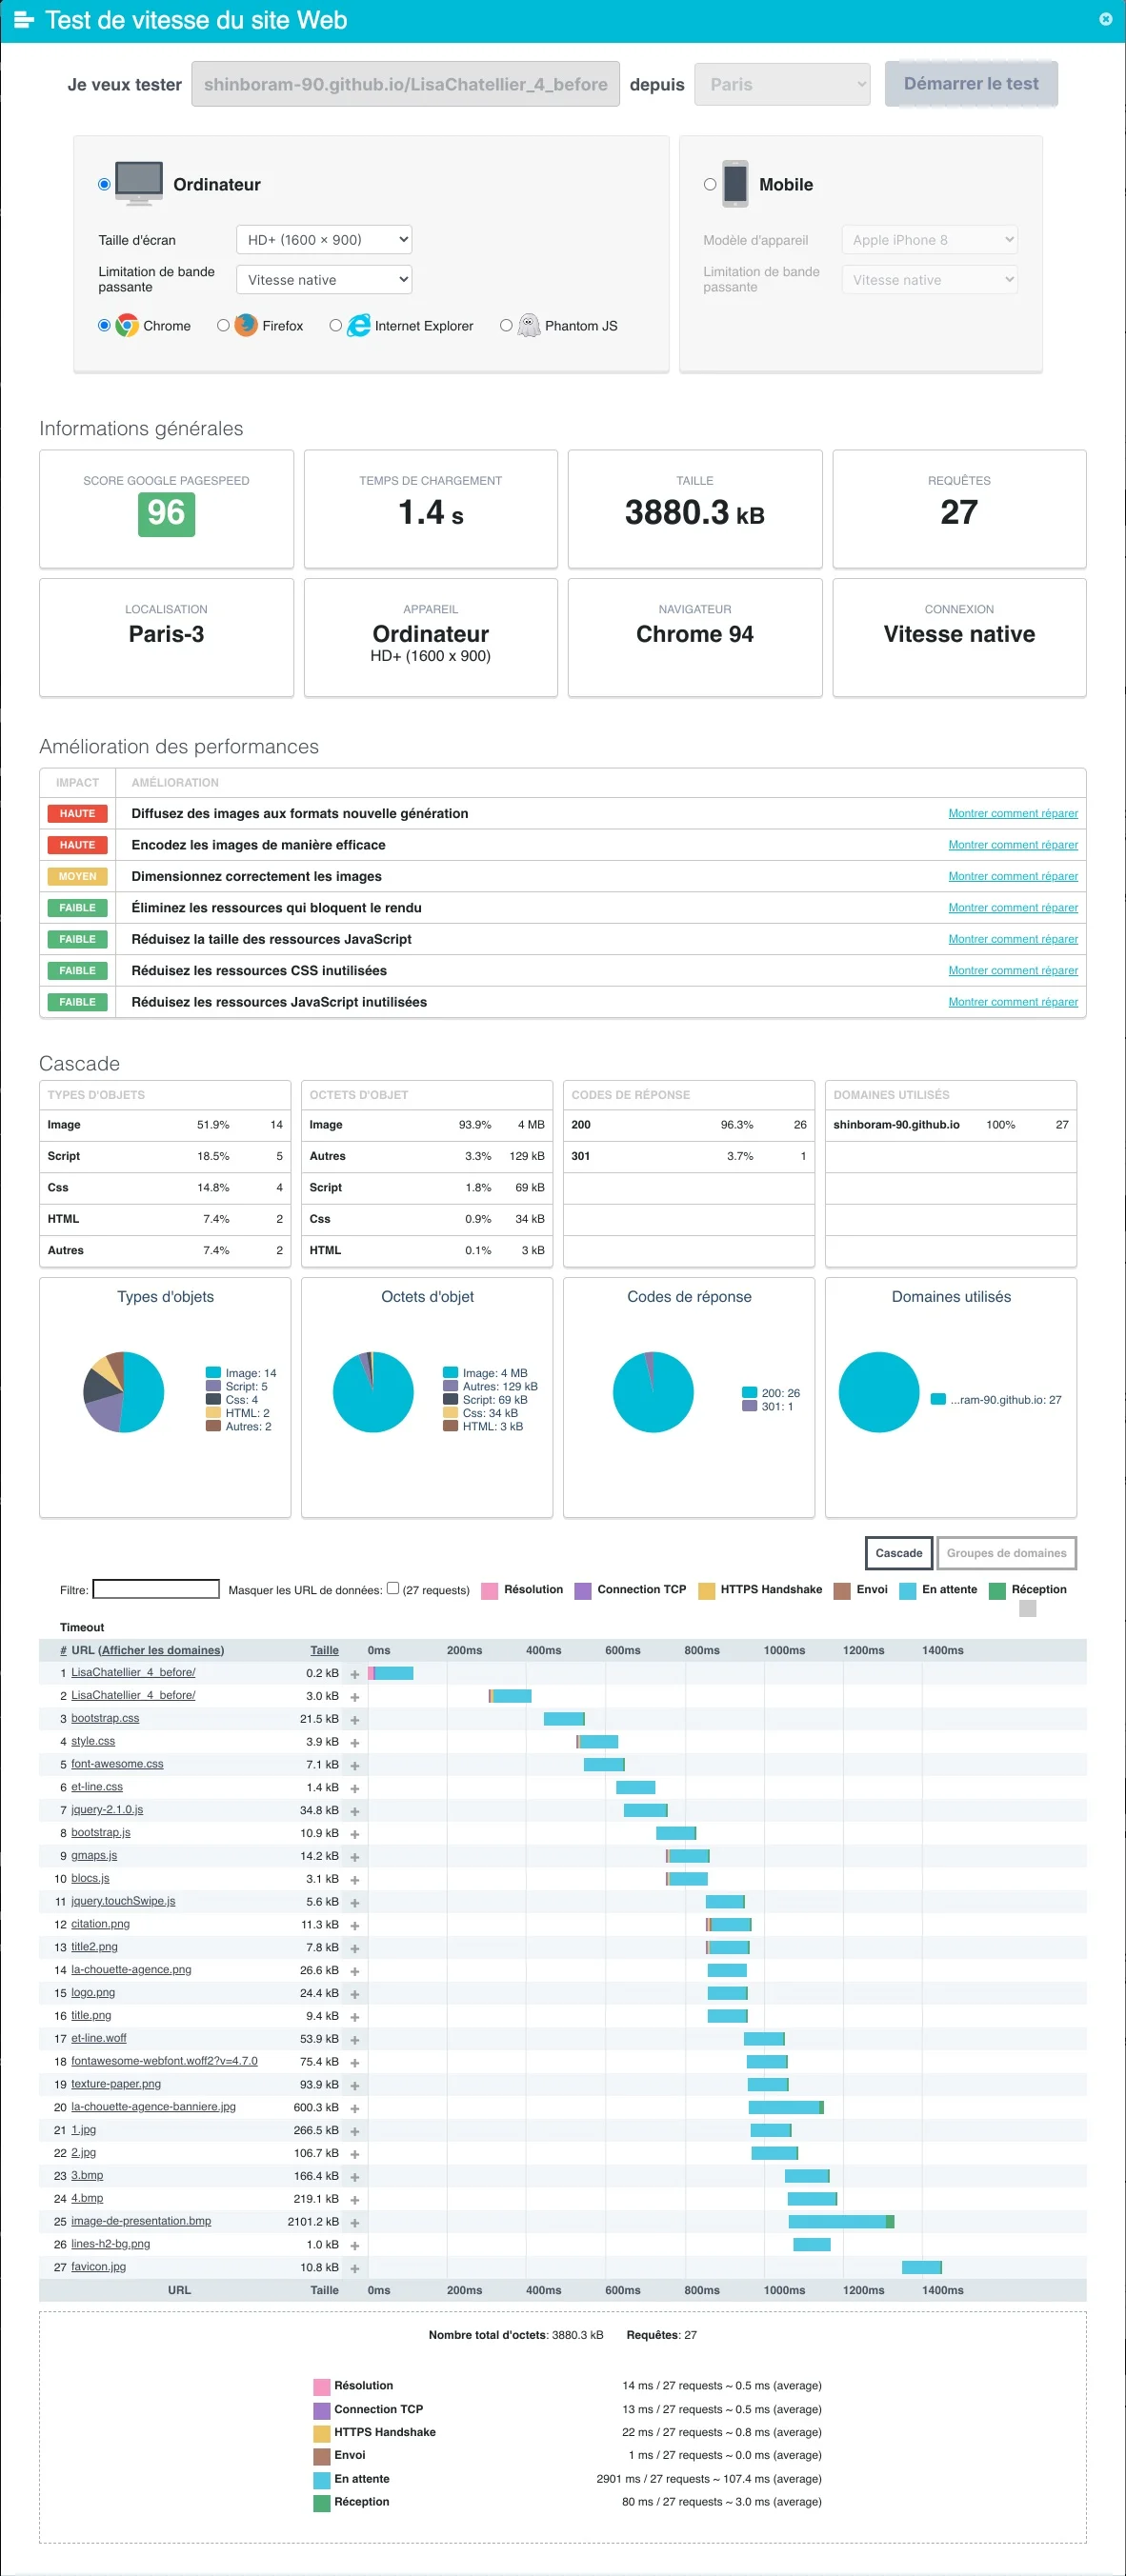 Test de vitesse du site Web
Je veux tester shinboram-90.github.io/LisaChatellier_4_before depuis Paris Démarrer le test
Ordinateur
Taille d'écran HD+ (1600 × 900)
Limitation de bande passante Vitesse native
Chrome Firefox Internet Explorer Phantom JS
Mobile
Modèle d'appareil Apple iPhone 8
Limitation de bande passante Vitesse native
Informations générales
SCORE GOOGLE PAGESPEED
96
TEMPS DE CHARGEMENT
1.4 s
TAILLE
3880.3 kB
REQUÊTES
27
LOCALISATION
Paris-3
APPAREIL
Ordinateur
HD+ (1600 x 900)
NAVIGATEUR
Chrome 94
CONNEXION
Vitesse native
Amélioration des performances
IMPACT AMÉLIORATION
HAUTE Diffusez des images aux formats nouvelle génération Montrer comment réparer
HAUTE Encodez les images de manière efficace Montrer comment réparer
MOYEN Dimensionnez correctement les images Montrer comment réparer
FAIBLE Éliminez les ressources qui bloquent le rendu Montrer comment réparer
FAIBLE Réduisez la taille des ressources JavaScript Montrer comment réparer
FAIBLE Réduisez les ressources CSS inutilisées Montrer comment réparer
FAIBLE Réduisez les ressources JavaScript inutilisées Montrer comment réparer
Cascade
TYPES D'OBJETS
Image 51.9% 14
Script 18.5% 5
Css 14.8% 4
HTML 7.4% 2
Autres 7.4% 2
OCTETS D'OBJET
Image 93.9% 4 MB
Autres 3.3% 129 kB
Script 1.8% 69 kB
Css 0.9% 34 kB
HTML 0.1% 3 kB
CODES DE RÉPONSE
200 96.3% 26
301 3.7% 1
DOMAINES UTILISÉS
shinboram-90.github.io 100% 27
Types d'objets
Image: 14
Script: 5
Css: 4
HTML: 2
Autres: 2
Octets d'objet
Image: 4 MB
Autres: 129 kB
Script: 69 kB
Css: 34 kB
HTML: 3 kB
Codes de réponse
200: 26
301: 1
Domaines utilisés
...ram-90.github.io: 27
Cascade Groupes de domaines
Filtre: Masquer les URL de données: (27 requests) Résolution Connection TCP HTTPS Handshake Envoi En attente Réception
Timeout
# URL (Afficher les domaines) Taille 0ms 200ms 400ms 600ms 800ms 1000ms 1200ms 1400ms
1 LisaChatellier_4_before/ 0.2 kB +
2 LisaChatellier_4_before/ 3.0 kB +
3 bootstrap.css 21.5 kB +
4 style.css 3.9 kB +
5 font-awesome.css 7.1 kB +
6 et-line.css 1.4 kB +
7 jquery-2.1.0.js 34.8 kB +
8 bootstrap.js 10.9 kB +
9 gmaps.js 14.2 kB +
10 blocs.js 3.1 kB +
11 jquery.touchSwipe.js 5.6 kB +
12 citation.png 11.3 kB +
13 title2.png 7.8 kB +
14 la-chouette-agence.png 26.6 kB +
15 logo.png 24.4 kB +
16 title.png 9.4 kB +
17 et-line.woff 53.9 kB +
18 fontawesome-webfont.woff2?v=4.7.0 75.4 kB +
19 texture-paper.png 93.9 kB +
20 la-chouette-agence-banniere.jpg 600.3 kB +
21 1.jpg 266.5 kB +
22 2.jpg 106.7 kB +
23 3.bmp 166.4 kB +
24 4.bmp 219.1 kB +
25 image-de-presentation.bmp 2101.2 kB +
26 lines-h2-bg.png 1.0 kB +
27 favicon.jpg 10.8 kB +
URL Taille 0ms 200ms 400ms 600ms 800ms 1000ms 1200ms 1400ms
Nombre total d'octets: 3880.3 kB Requêtes: 27
Résolution 14 ms / 27 requests ~ 0.5 ms (average)
Connection TCP 13 ms / 27 requests ~ 0.5 ms (average)
HTTPS Handshake 22 ms / 27 requests ~ 0.8 ms (average)
Envoi 1 ms / 27 requests ~ 0.0 ms (average)
En attente 2901 ms / 27 requests ~ 107.4 ms (average)
Réception 80 ms / 27 requests ~ 3.0 ms (average)